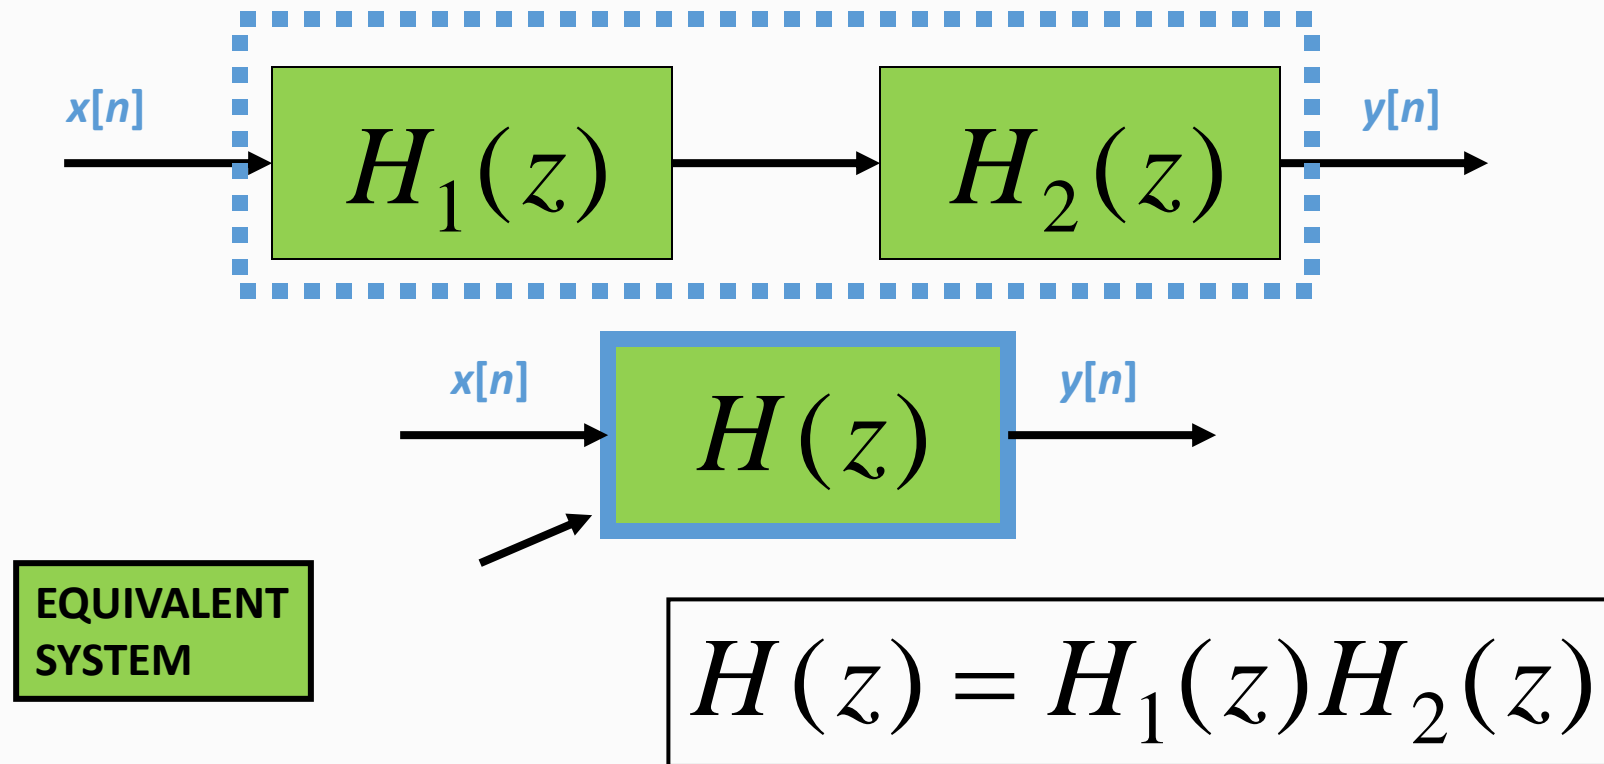 x[n]
H₁(z)
H₂(z)
y[n]
x[n]
H(z)
y[n]
EQUIVALENT
SYSTEM
H(z) = H₁(z)H₂(z)